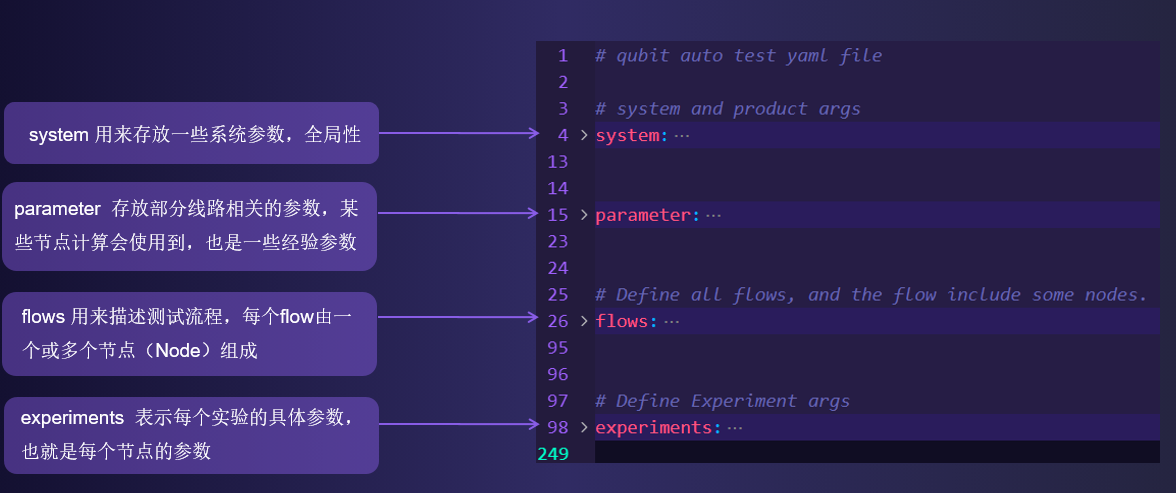 system 用来存放一些系统参数，全局性
parameter 存放部分线路相关的参数，某
些节点计算会使用到，也是一些经验参数
flows 用来描述测试流程，每个flow由一
个或多个节点（Node）组成
experiments 表示每个实验的具体参数，
也就是每个节点的参数
1 # qubit auto test yaml file
2
3 # system and product args
4 > system: ···
13
14
15 > parameter: ···
23
24
25 # Define all flows, and the flow include some nodes.
26 > flows: ···
95
96
97 # Define Experiment args
98 > experiments: ···
249